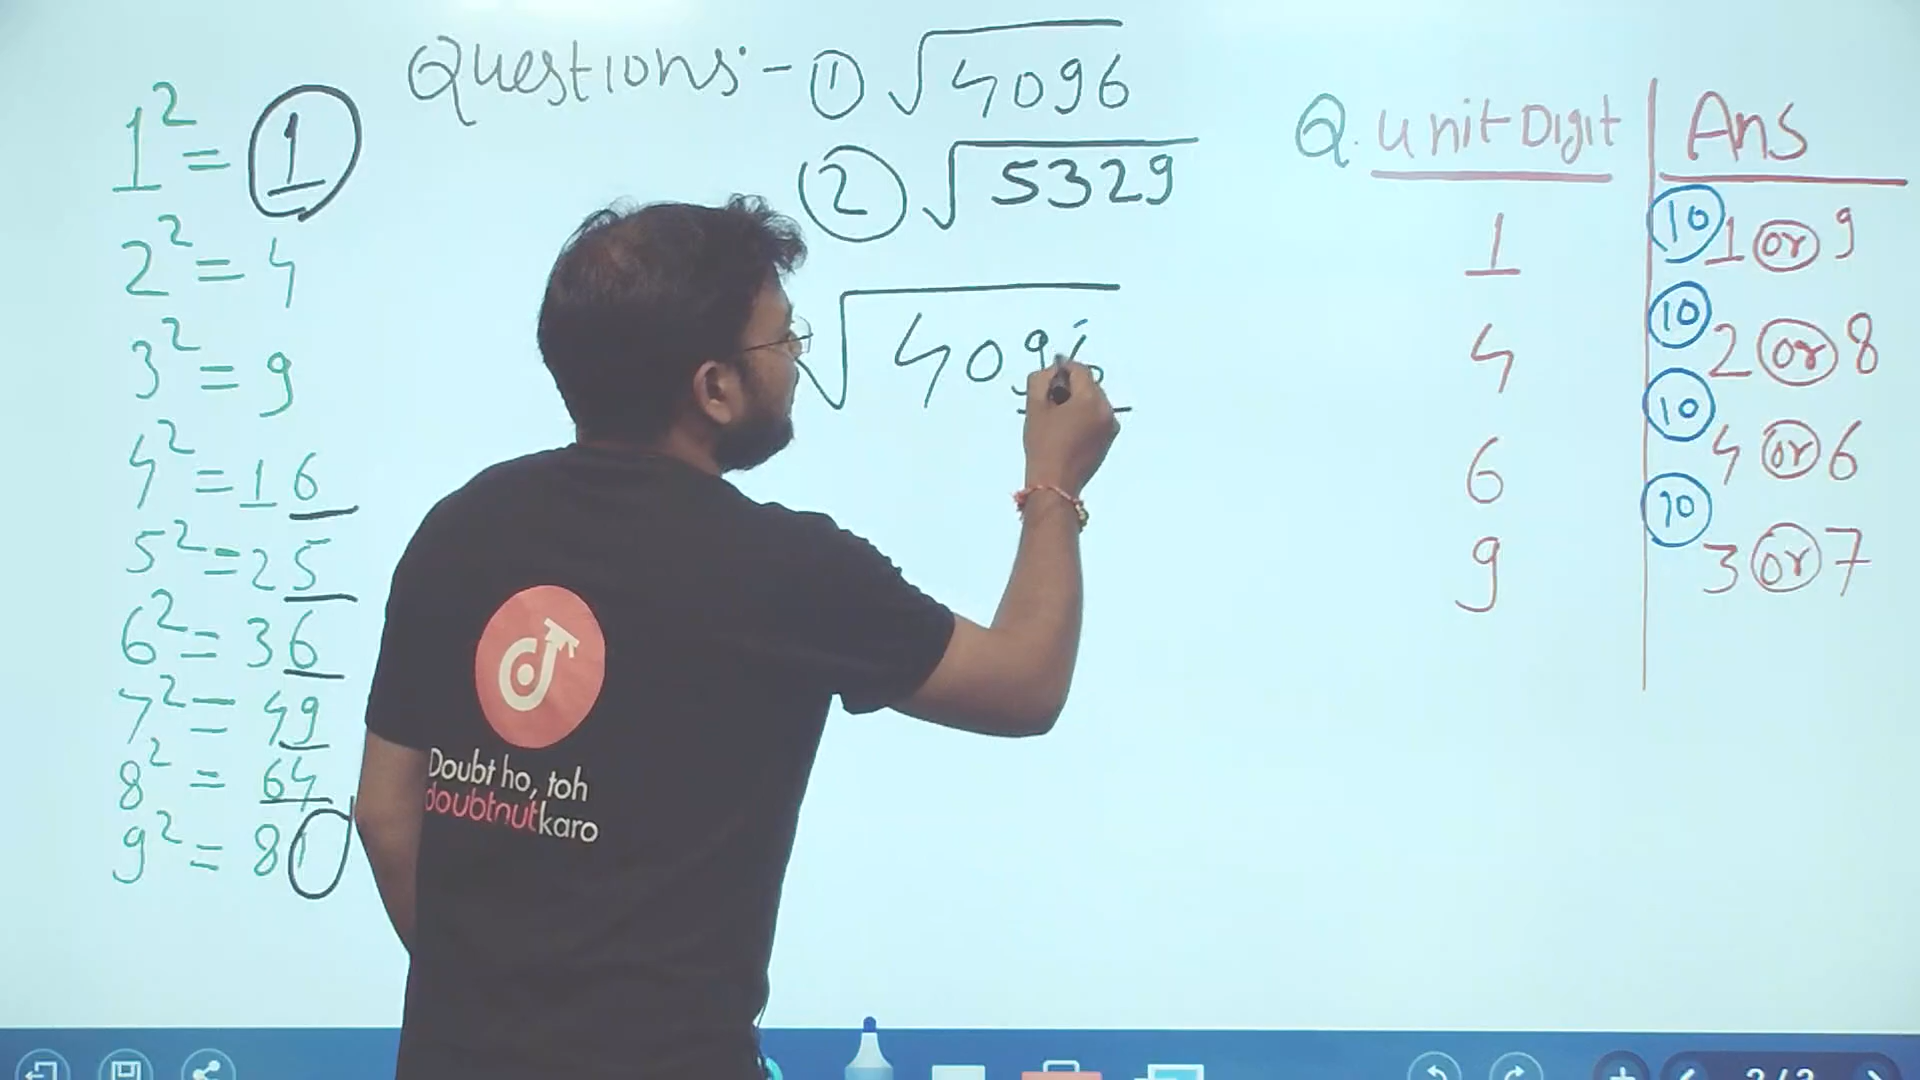 Questions:- ① √4096
② √5329
√4096
1² = 1
2² = 4
3² = 9
4² = 16
5² = 25
6² = 36
7² = 49
8² = 64
9² = 81
Q. Unit Digit | Ans
1 | 10 1 or 9
4 | 10 2 or 8
6 | 10 4 or 6
9 | 10 3 or 7
Doubt ho, toh
doubtnutkaro